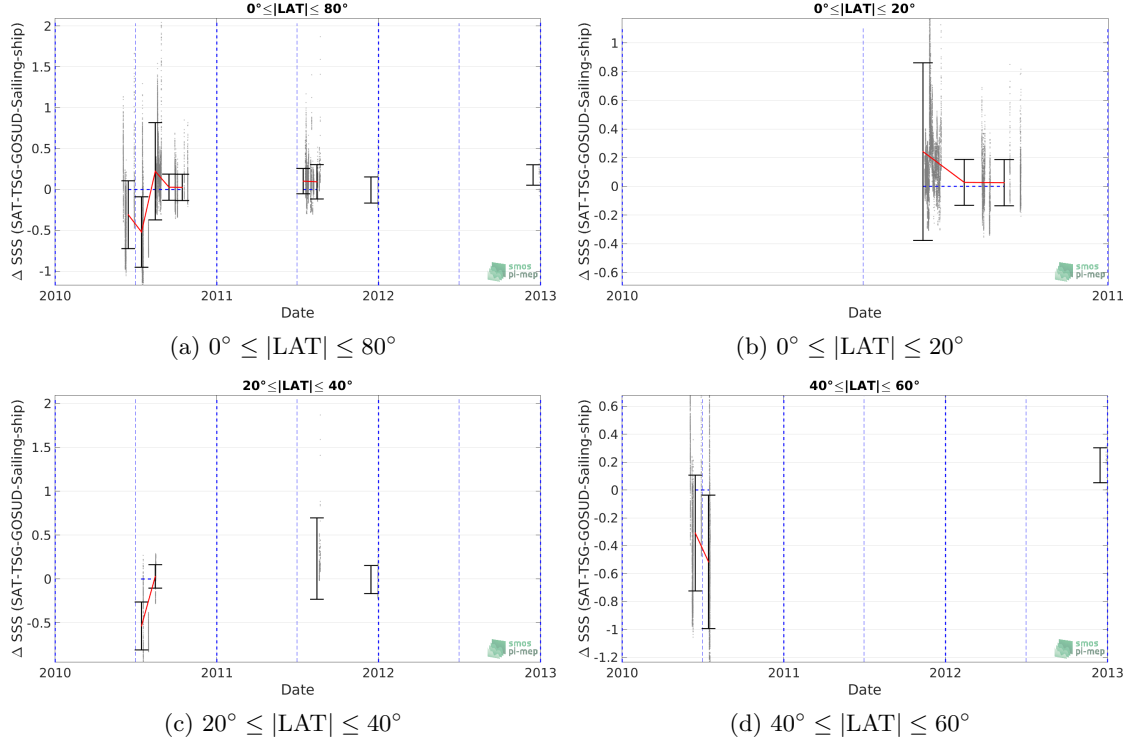 0°≤|LAT|≤ 80°
Δ SSS (SAT-TSG-GOSUD-Sailing-ship)
2
1.5
1
0.5
0
-0.5
-1
2010
2011
2012
2013
Date
smos
pi-mep
(a) 0° ≤ |LAT| ≤ 80°
0°≤|LAT|≤ 20°
Δ SSS (SAT-TSG-GOSUD-Sailing-ship)
1
0.8
0.6
0.4
0.2
0
-0.2
-0.4
-0.6
2010
2011
Date
smos
pi-mep
(b) 0° ≤ |LAT| ≤ 20°
20°≤|LAT|≤ 40°
Δ SSS (SAT-TSG-GOSUD-Sailing-ship)
2
1.5
1
0.5
0
-0.5
2010
2011
2012
2013
Date
smos
pi-mep
(c) 20° ≤ |LAT| ≤ 40°
40°≤|LAT|≤ 60°
Δ SSS (SAT-TSG-GOSUD-Sailing-ship)
0.6
0.4
0.2
0
-0.2
-0.4
-0.6
-0.8
-1
-1.2
2010
2011
2012
2013
Date
smos
pi-mep
(d) 40° ≤ |LAT| ≤ 60°